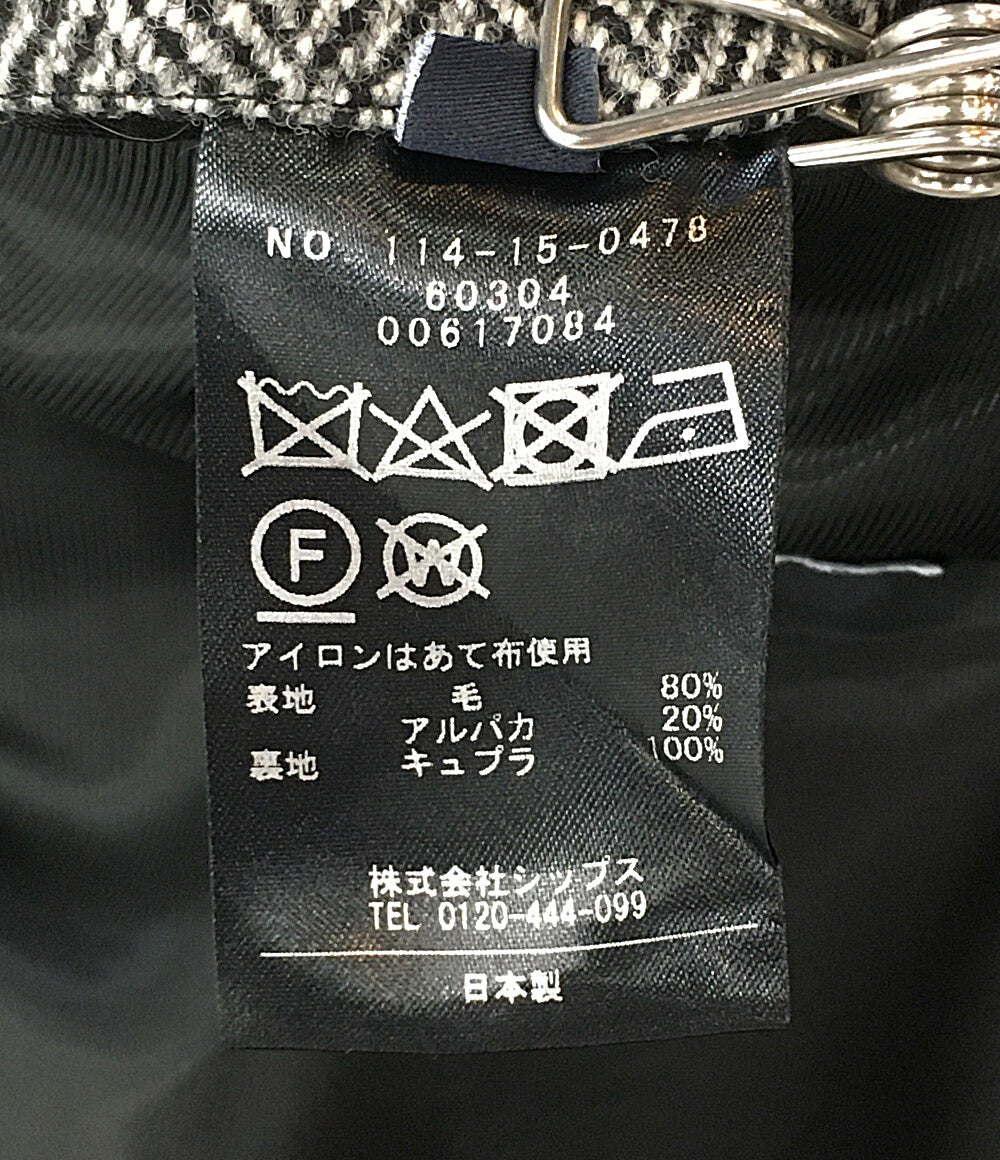 NO. 114-15-0478
60304
00617084
F W
アイロンはあて布使用
表地 毛 80%
アルパカ 20%
裏地 キュプラ 100%
株式会社シップス
TEL 0120-444-099
日本製